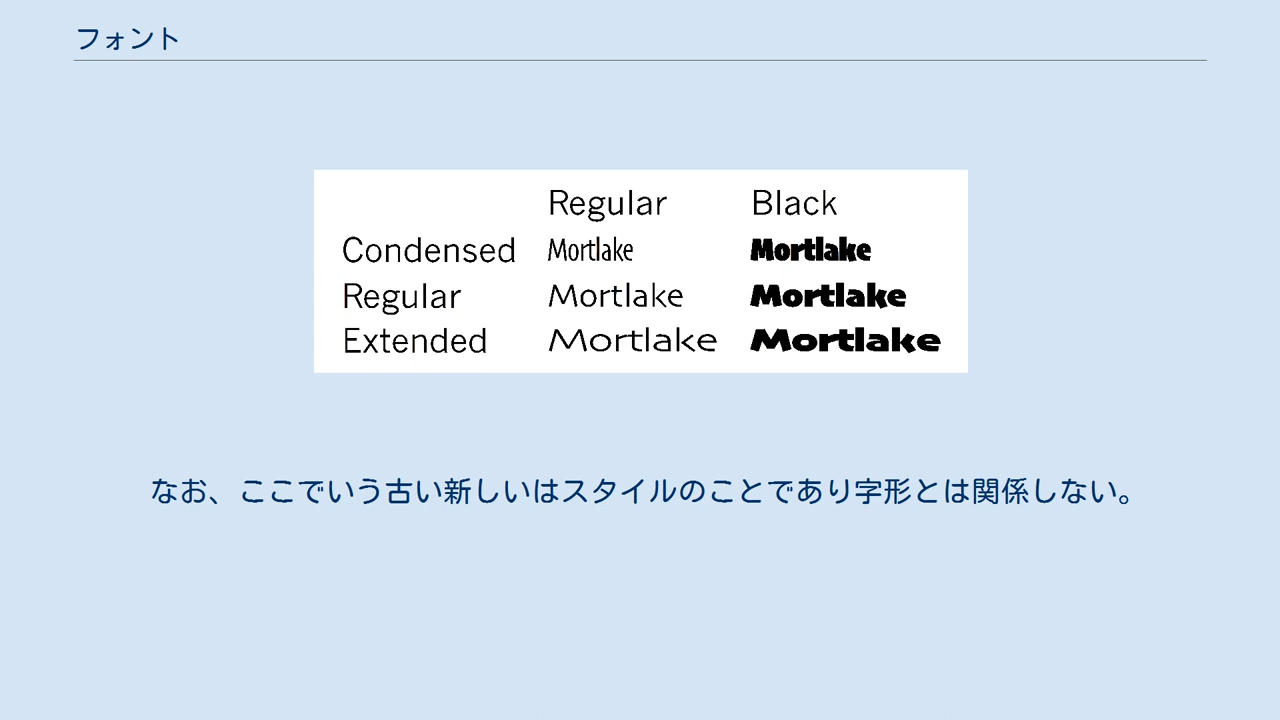 フォント
Regular Black
Condensed Mortlake Mortlake
Regular Mortlake Mortlake
Extended Mortlake Mortlake
なお、ここでいう古い新しいはスタイルのことであり字形とは関係しない。